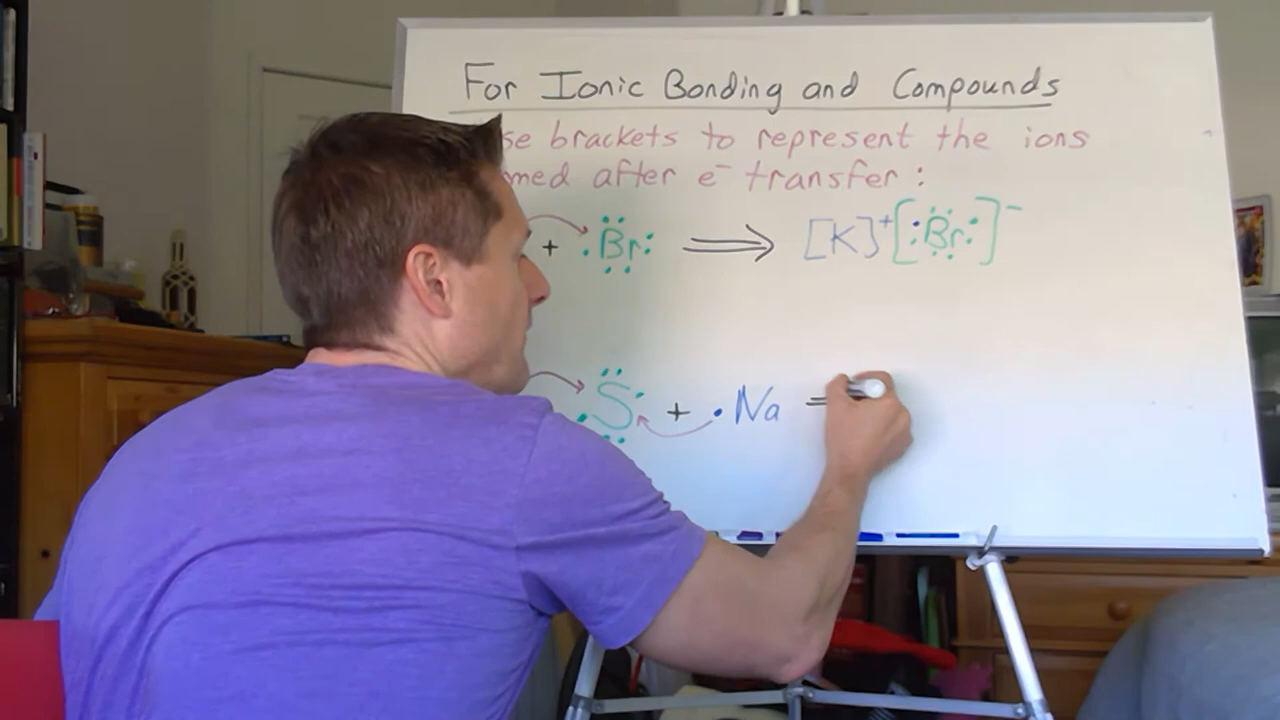 For Ionic Bonding and Compounds
se brackets to represent the ions
med after e⁻ transfer:
+ Br ⟹ [K]⁺[Br]⁻
S + ·Na =